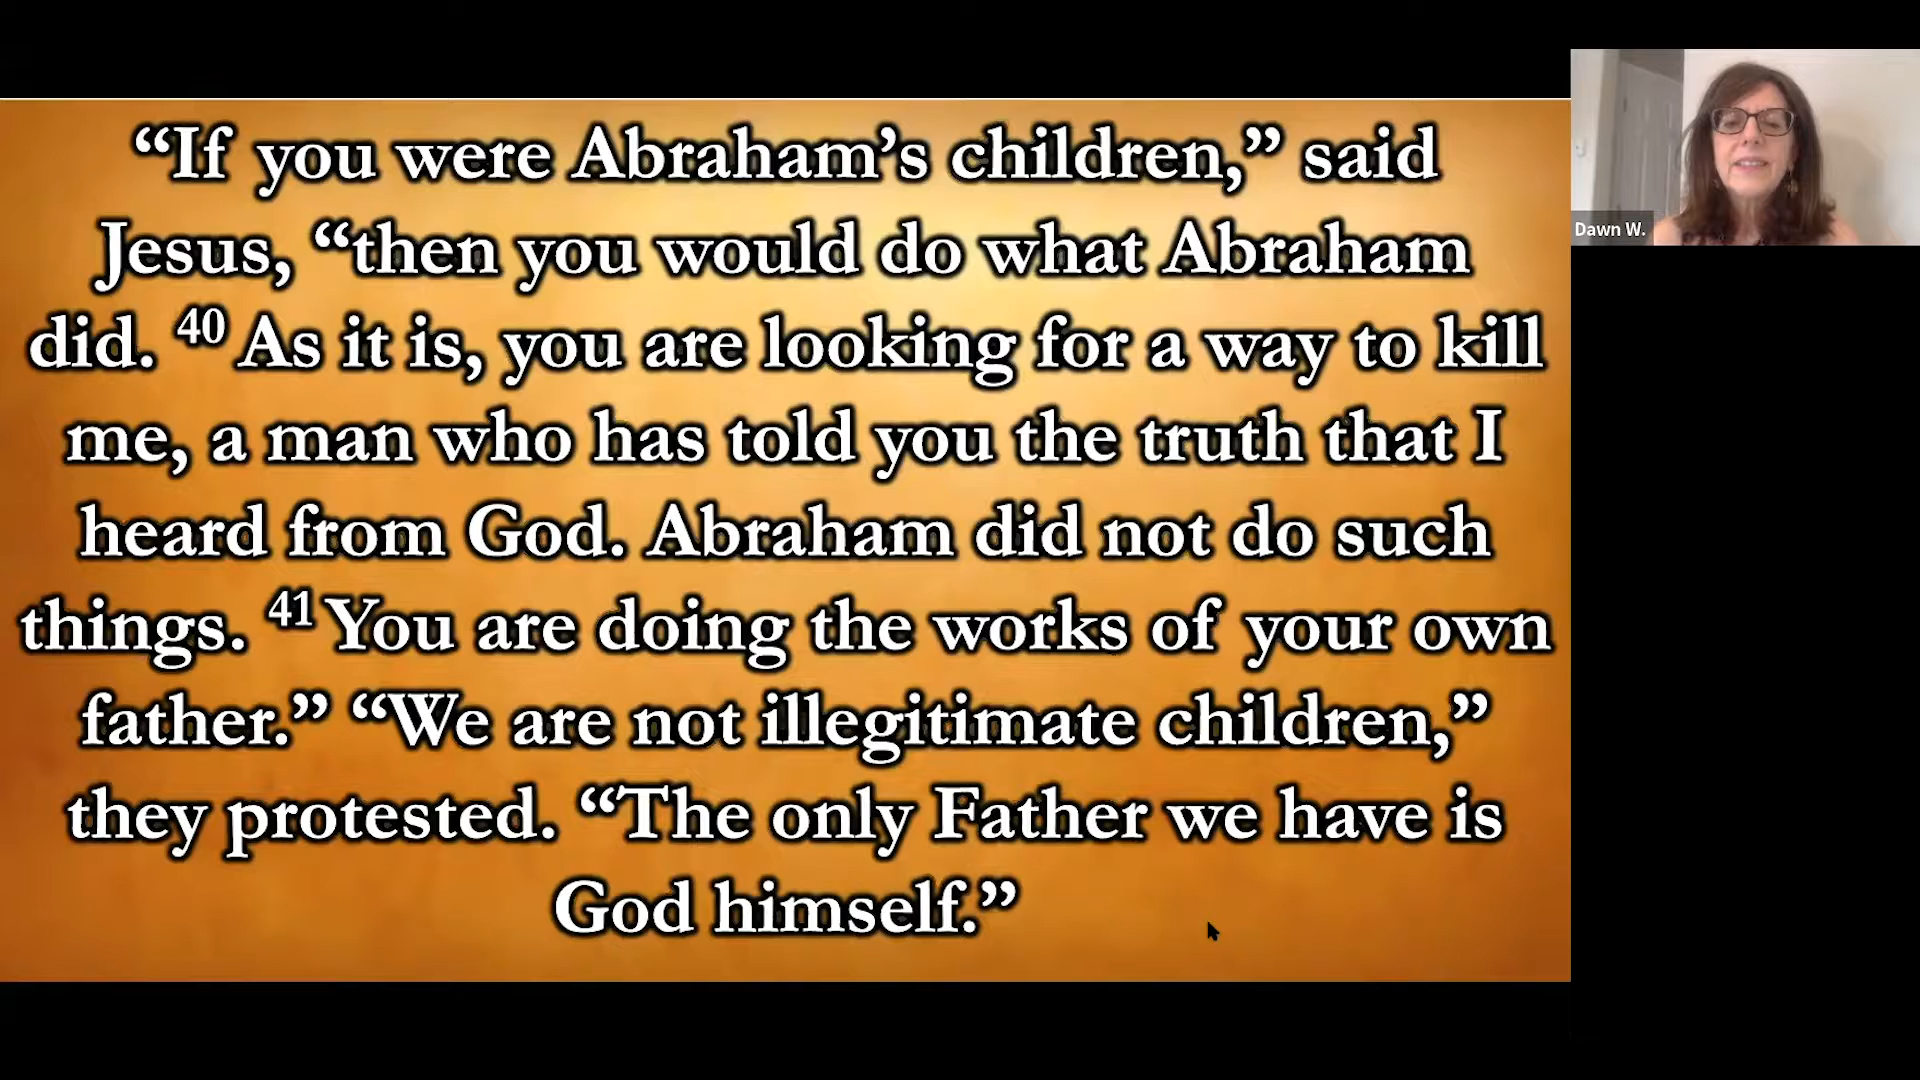 “If you were Abraham’s children,” said
Jesus, “then you would do what Abraham
did. 40 As it is, you are looking for a way to kill
me, a man who has told you the truth that I
heard from God. Abraham did not do such
things. 41 You are doing the works of your own
father.” “We are not illegitimate children,”
they protested. “The only Father we have is
God himself.”
Dawn W.